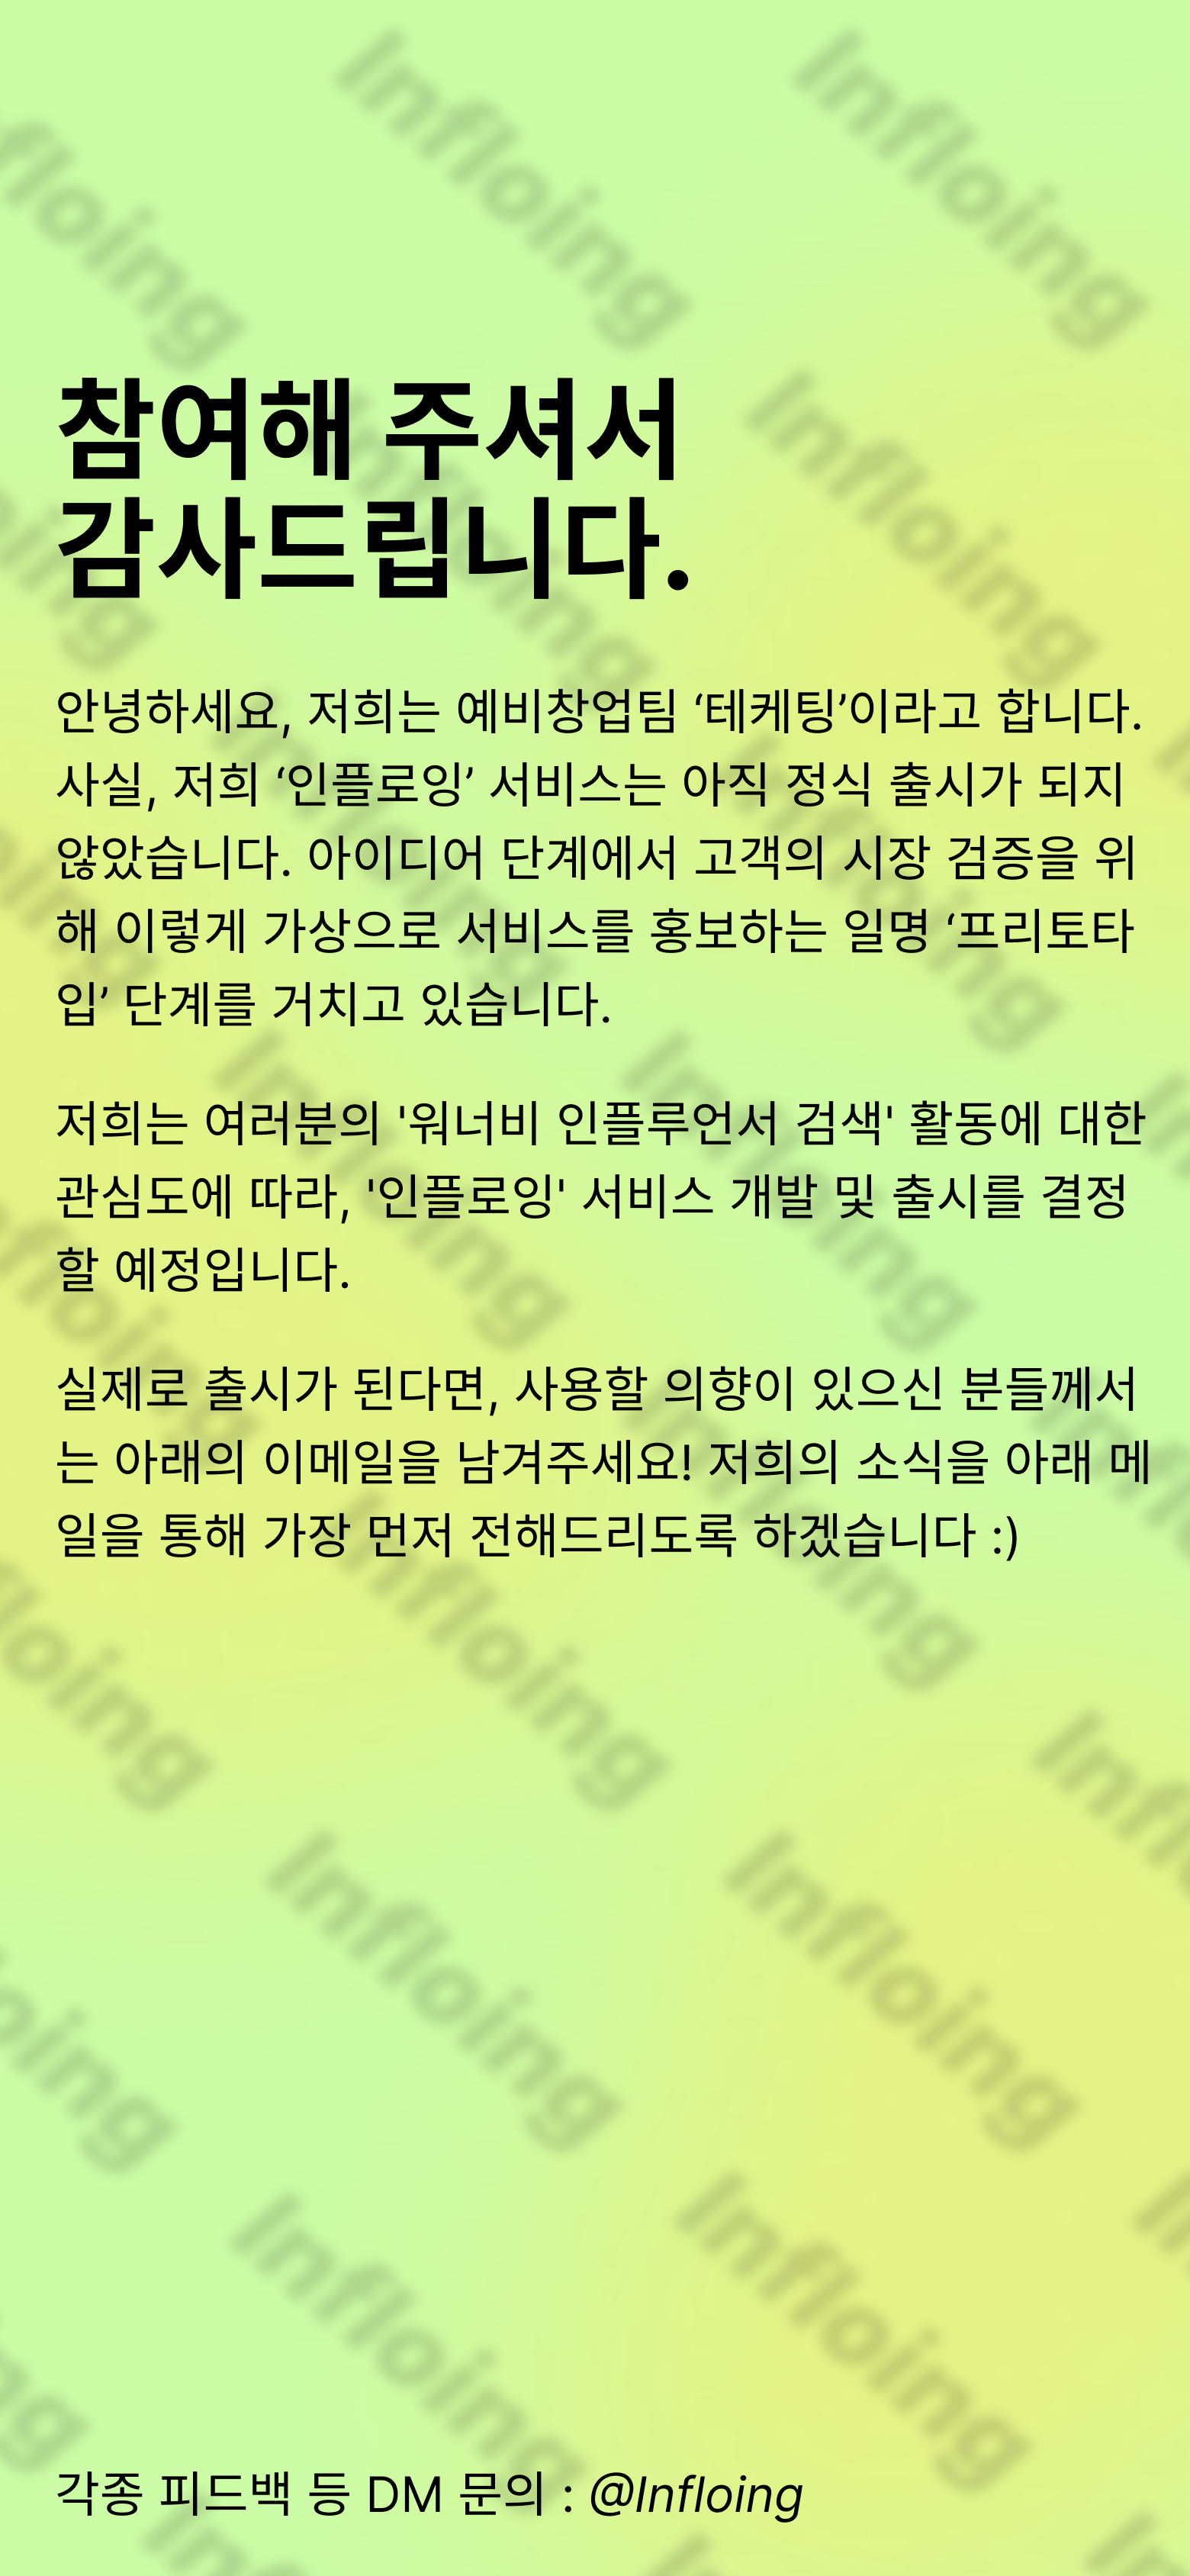 Infloing
Infloing
참여해 주셔서
감사드립니다.
안녕하세요, 저희는 예비창업팀 ‘테케팅’이라고 합니다.
사실, 저희 ‘인플로잉’ 서비스는 아직 정식 출시가 되지
않았습니다. 아이디어 단계에서 고객의 시장 검증을 위
해 이렇게 가상으로 서비스를 홍보하는 일명 ‘프리토타
입’ 단계를 거치고 있습니다.
저희는 여러분의 '워너비 인플루언서 검색' 활동에 대한
관심도에 따라, '인플로잉' 서비스 개발 및 출시를 결정
할 예정입니다.
실제로 출시가 된다면, 사용할 의향이 있으신 분들께서
는 아래의 이메일을 남겨주세요! 저희의 소식을 아래 메
일을 통해 가장 먼저 전해드리도록 하겠습니다 :)
Infloing
Infloing
Infloing
Infloing
각종 피드백 등 DM 문의 : @Infloing